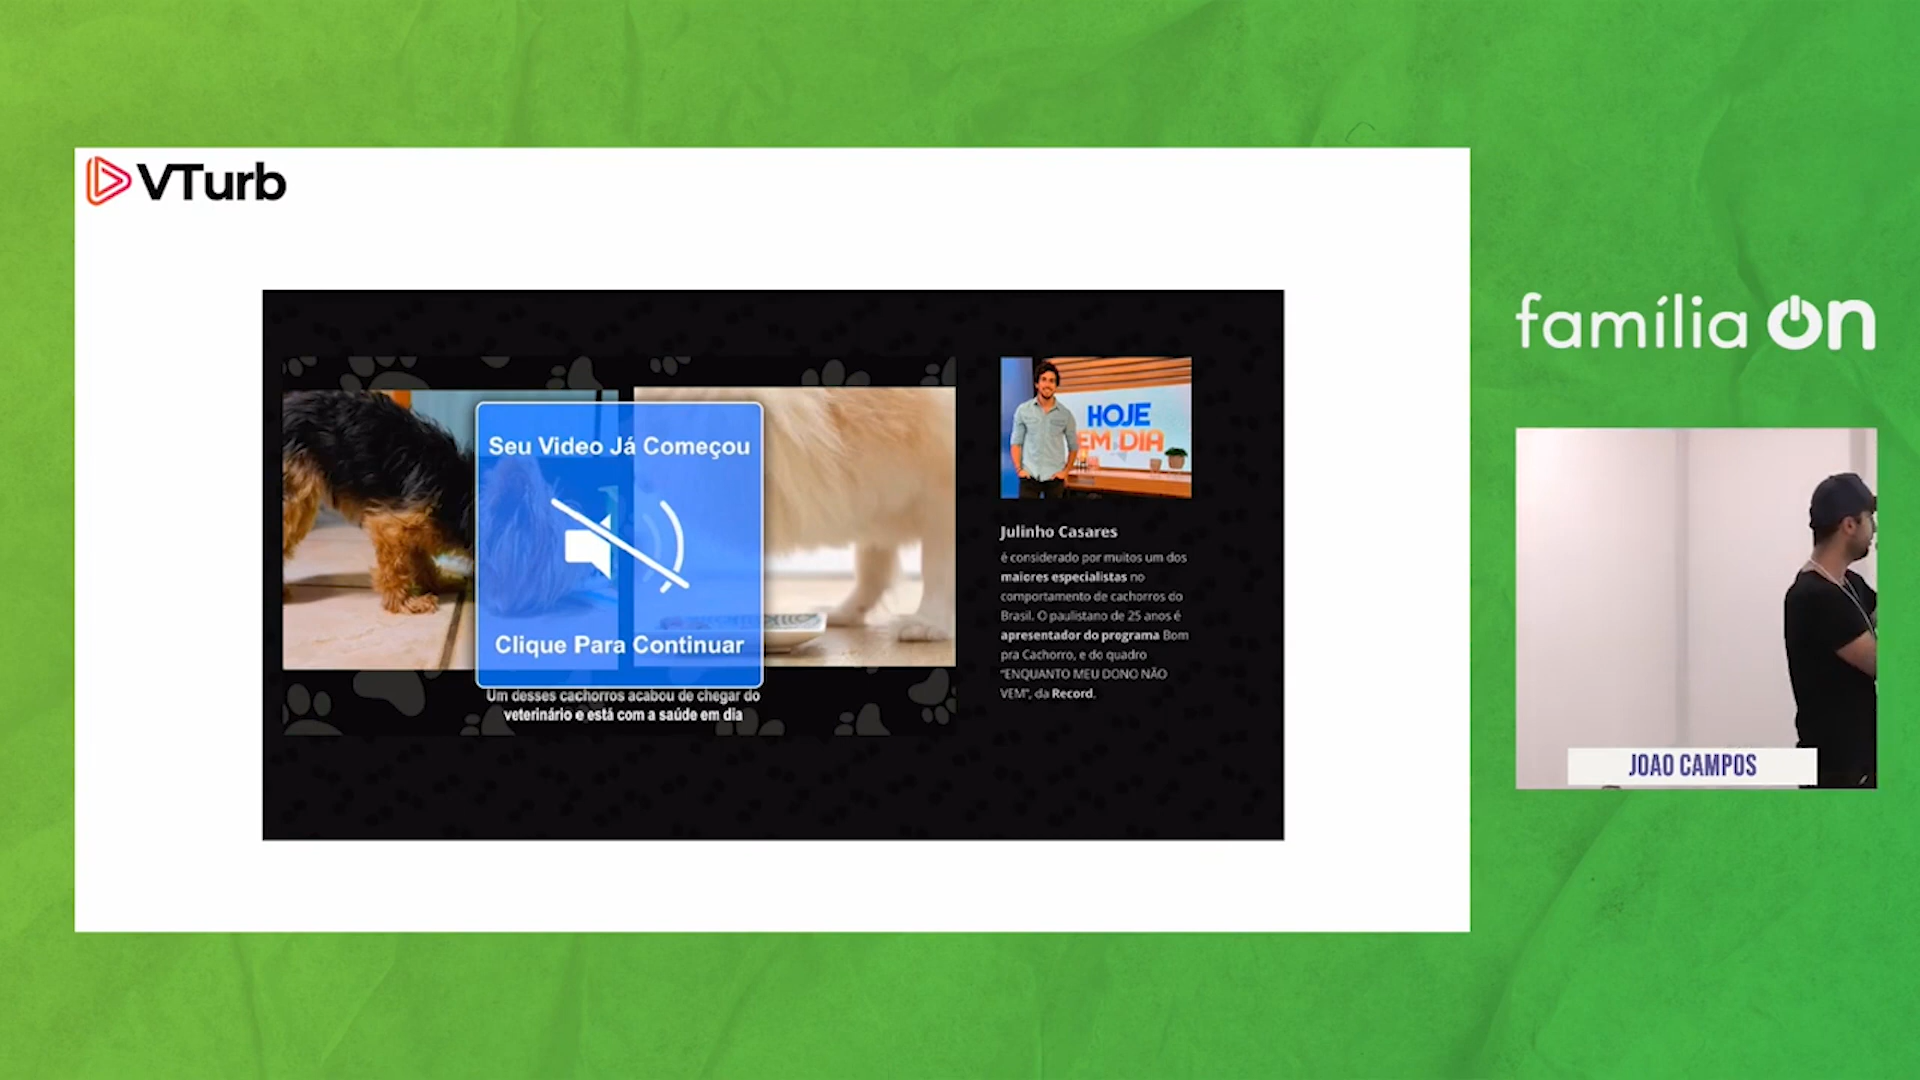 VTurb
Seu Video Já Começou
Clique Para Continuar
Um desses cachorros acabou de chegar do
veterinário e está com a saúde em dia
HOJE
EM DIA
Julinho Casares
é considerado por muitos um dos
maiores especialistas no
comportamento de cachorros do
Brasil. O paulistano de 25 anos é
apresentador do programa Bom
pra Cachorro, e do quadro
"ENQUANTO MEU DONO NÃO
VEM", da Record.
família on
JOAO CAMPOS